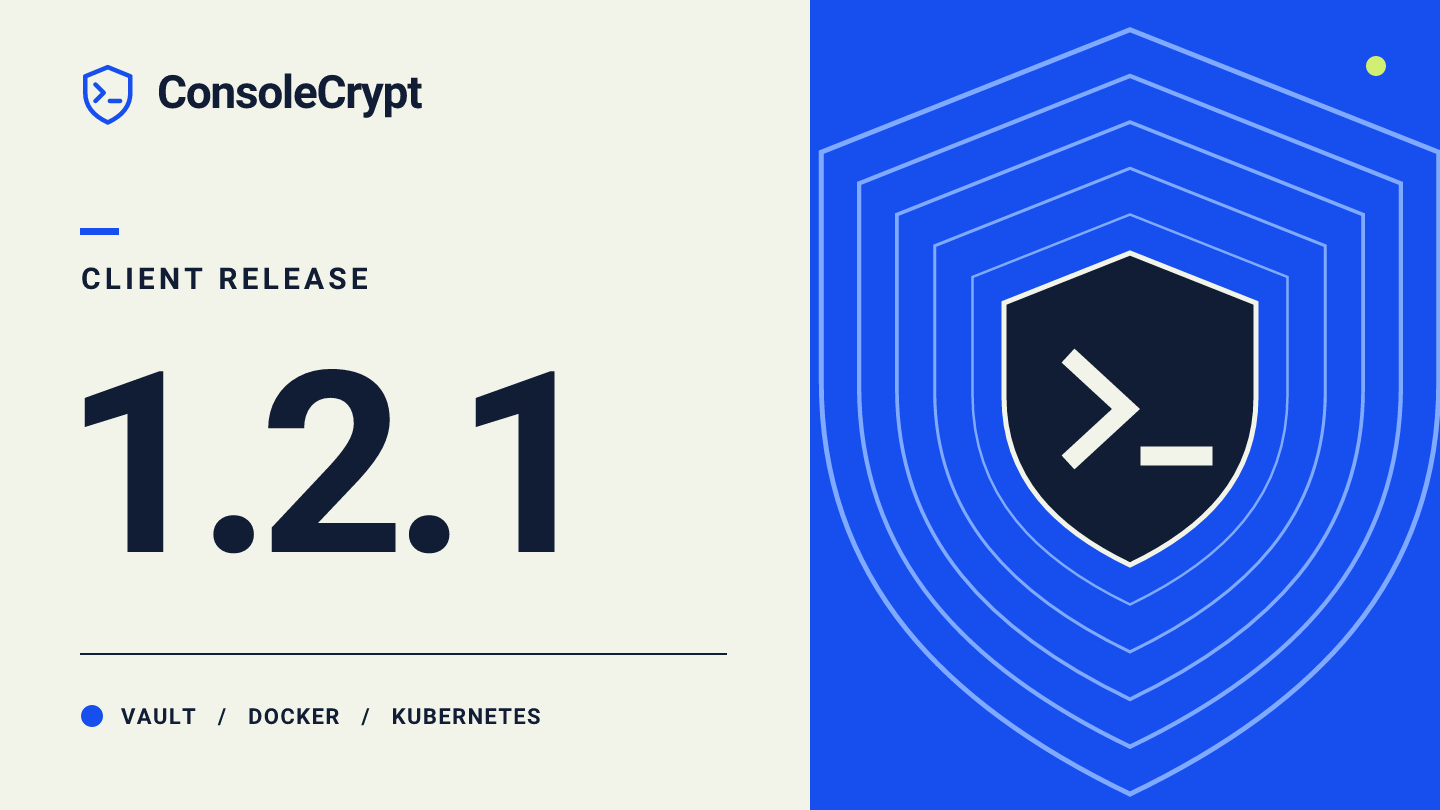 ConsoleCrypt
CLIENT RELEASE
1.2.1
VAULT / DOCKER / KUBERNETES
>_